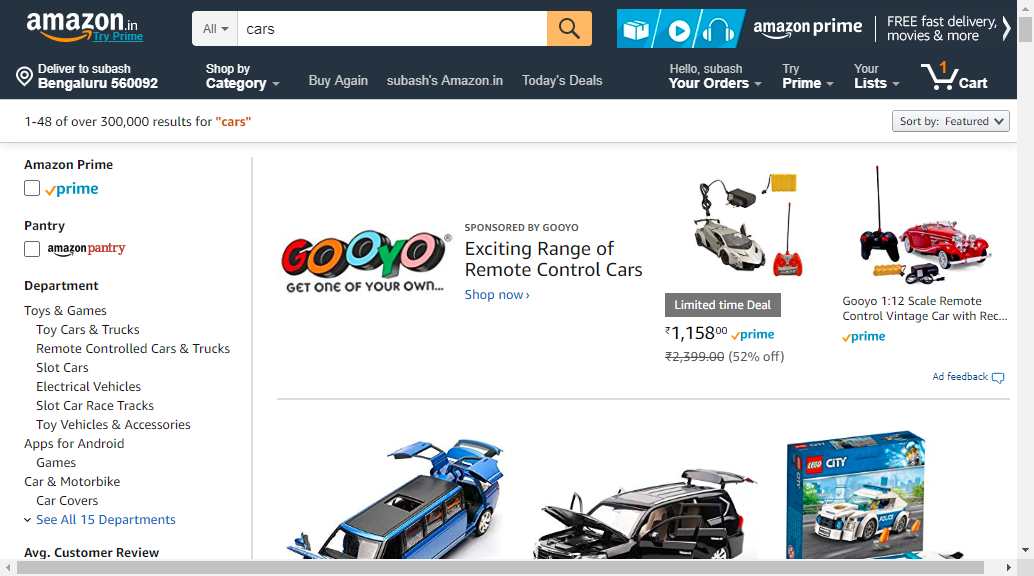 amazon.in
Try Prime
All
cars
amazon prime
FREE fast delivery,
movies & more
Deliver to subash
Bengaluru 560092
Shop by
Category
Buy Again
subash's Amazon.in
Today's Deals
Hello, subash
Your Orders
Try
Prime
Your
Lists
1
Cart
1-48 of over 300,000 results for "cars"
Sort by: Featured
Amazon Prime
prime
Pantry
amazon pantry
Department
Toys & Games
Toy Cars & Trucks
Remote Controlled Cars & Trucks
Slot Cars
Electrical Vehicles
Slot Car Race Tracks
Toy Vehicles & Accessories
Apps for Android
Games
Car & Motorbike
Car Covers
See All 15 Departments
Avg. Customer Review
GOOYO®
GET ONE OF YOUR OWN...
SPONSORED BY GOOYO
Exciting Range of
Remote Control Cars
Shop now ›
Limited time Deal
₹1,15800 prime
₹2,399.00 (52% off)
Gooyo 1:12 Scale Remote
Control Vintage Car with Rec...
prime
Ad feedback
LEGO CITY
POLICE